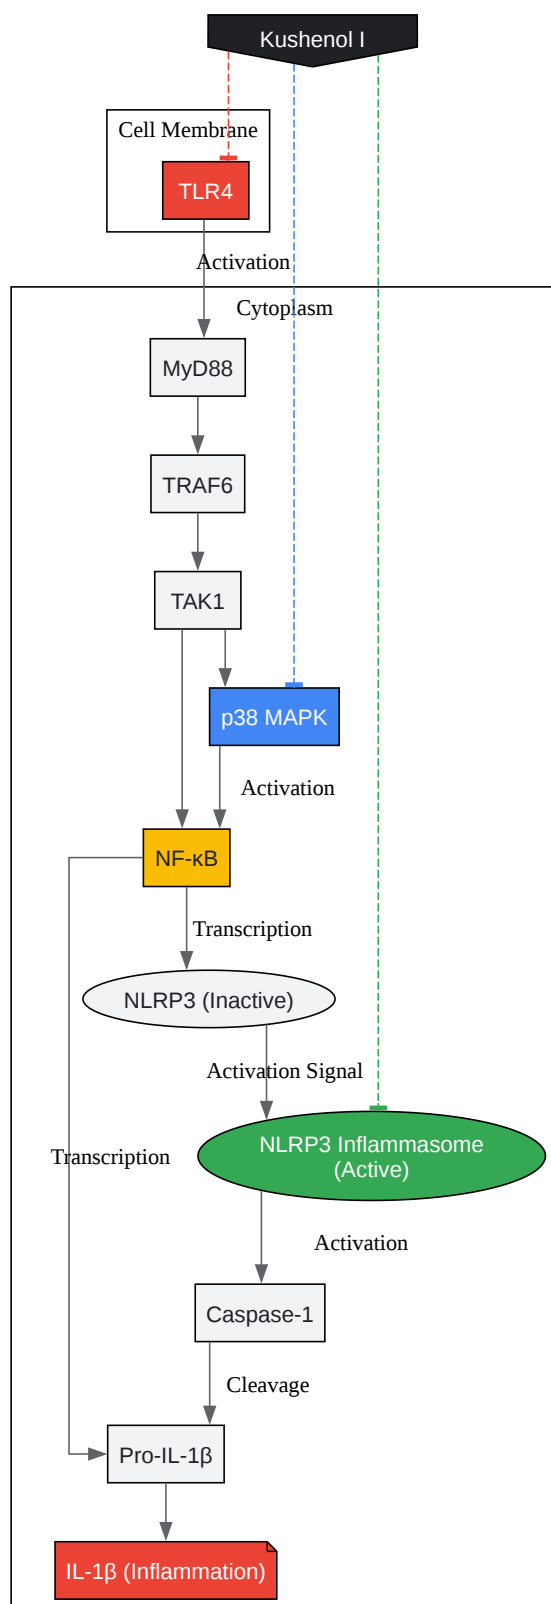 Kushenol I
Cell Membrane
TLR4
Activation
Cytoplasm
MyD88
TRAF6
TAK1
p38 MAPK
Activation
NF-κB
Transcription
NLRP3 (Inactive)
Activation Signal
NLRP3 Inflammasome
(Active)
Transcription
Activation
Caspase-1
Cleavage
Pro-IL-1β
IL-1β (Inflammation)